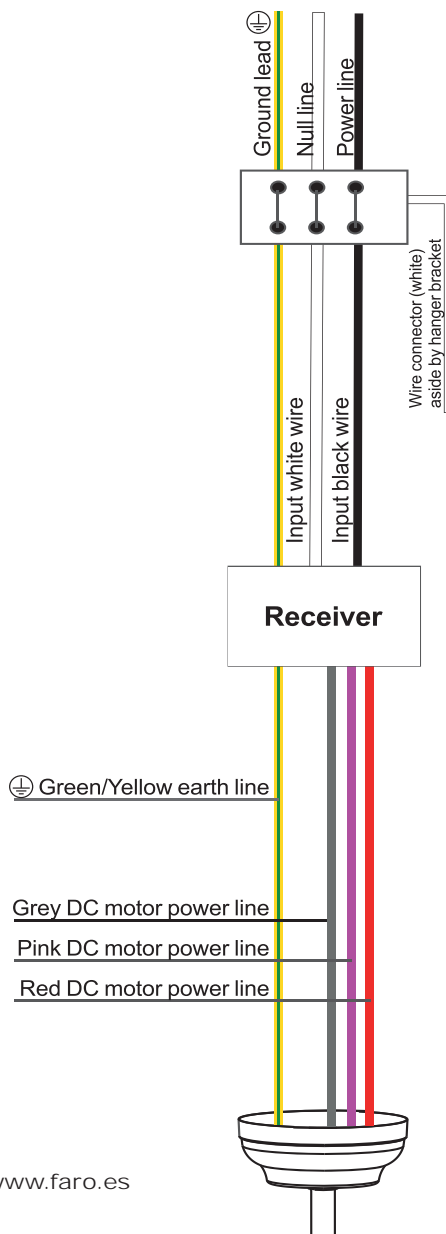 Ground lead
Null line
Power line
Wire connector (white)
aside by hanger bracket
Input white wire
Input black wire
Receiver
Green/Yellow earth line
Grey DC motor power line
Pink DC motor power line
Red DC motor power line
www.faro.es